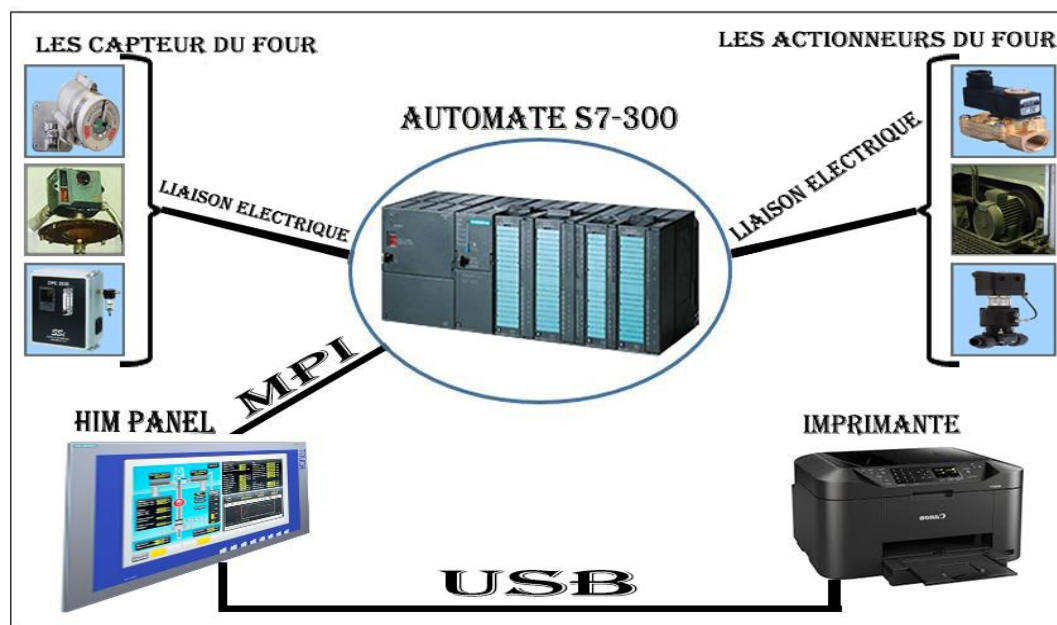 LES CAPTEUR DU FOUR
LES ACTIONNEURS DU FOUR
AUTOMATE S7-300
LIAISON ELECTRIQUE
LIAISON ELECTRIQUE
MPI
HIM PANEL
IMPRIMANTE
USB
CANON